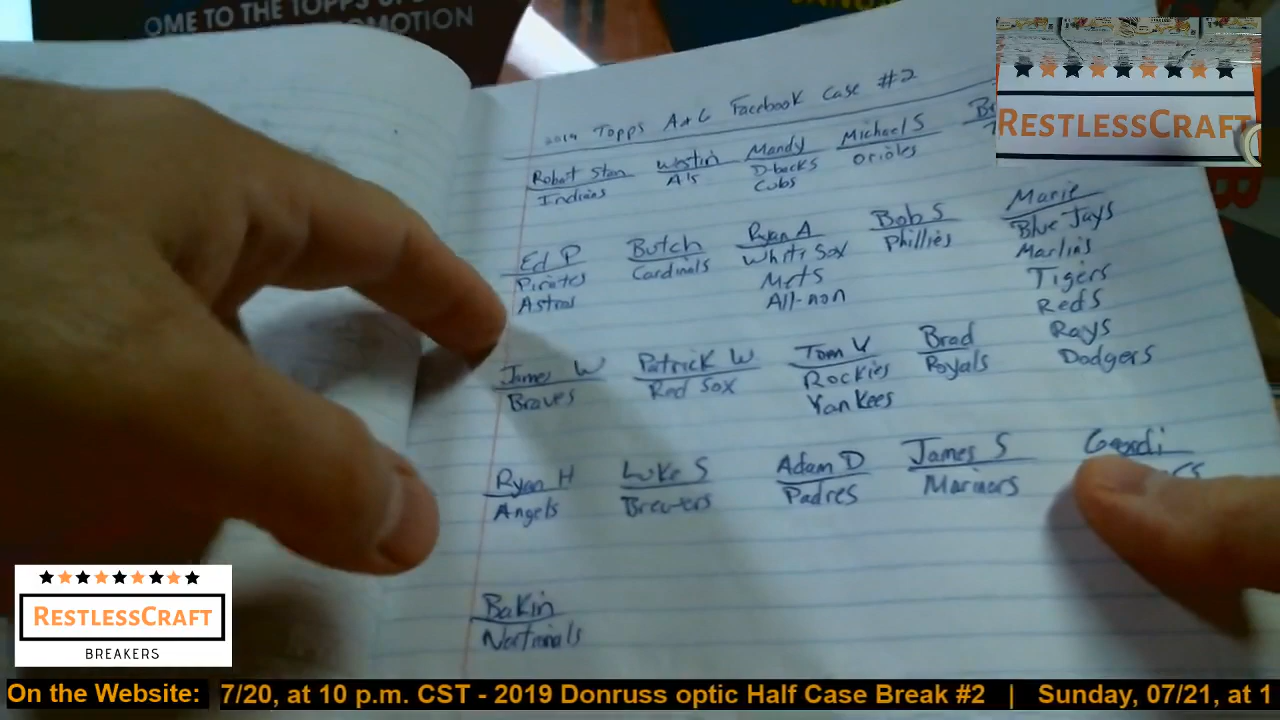 OME TO THE TOPPS
OMOTION
2019 Topps A+G Facebook Case #2
Robert Stan
Indians
Westin
A's
Mandy
D-backs
Cubs
Michael S
Orioles
Ed P
Pirates
Astros
Butch
Cardinals
Ryan A
White Sox
Mets
All-non
Bob S
Phillies
Marie
Blue Jays
Marlins
Tigers
Reds
Rays
Dodgers
James W
Braves
Patrick W
Red Sox
Tom V
Rockies
Yankees
Brad
Royals
Ryan H
Angels
Luke S
Brewers
Adam D
Padres
James S
Mariners
Bakin
Nartionals
RESTLESSCRAFT
RESTLESSCRAFT
BREAKERS
On the Website: 7/20, at 10 p.m. CST - 2019 Donruss optic Half Case Break #2 | Sunday, 07/21, at 1